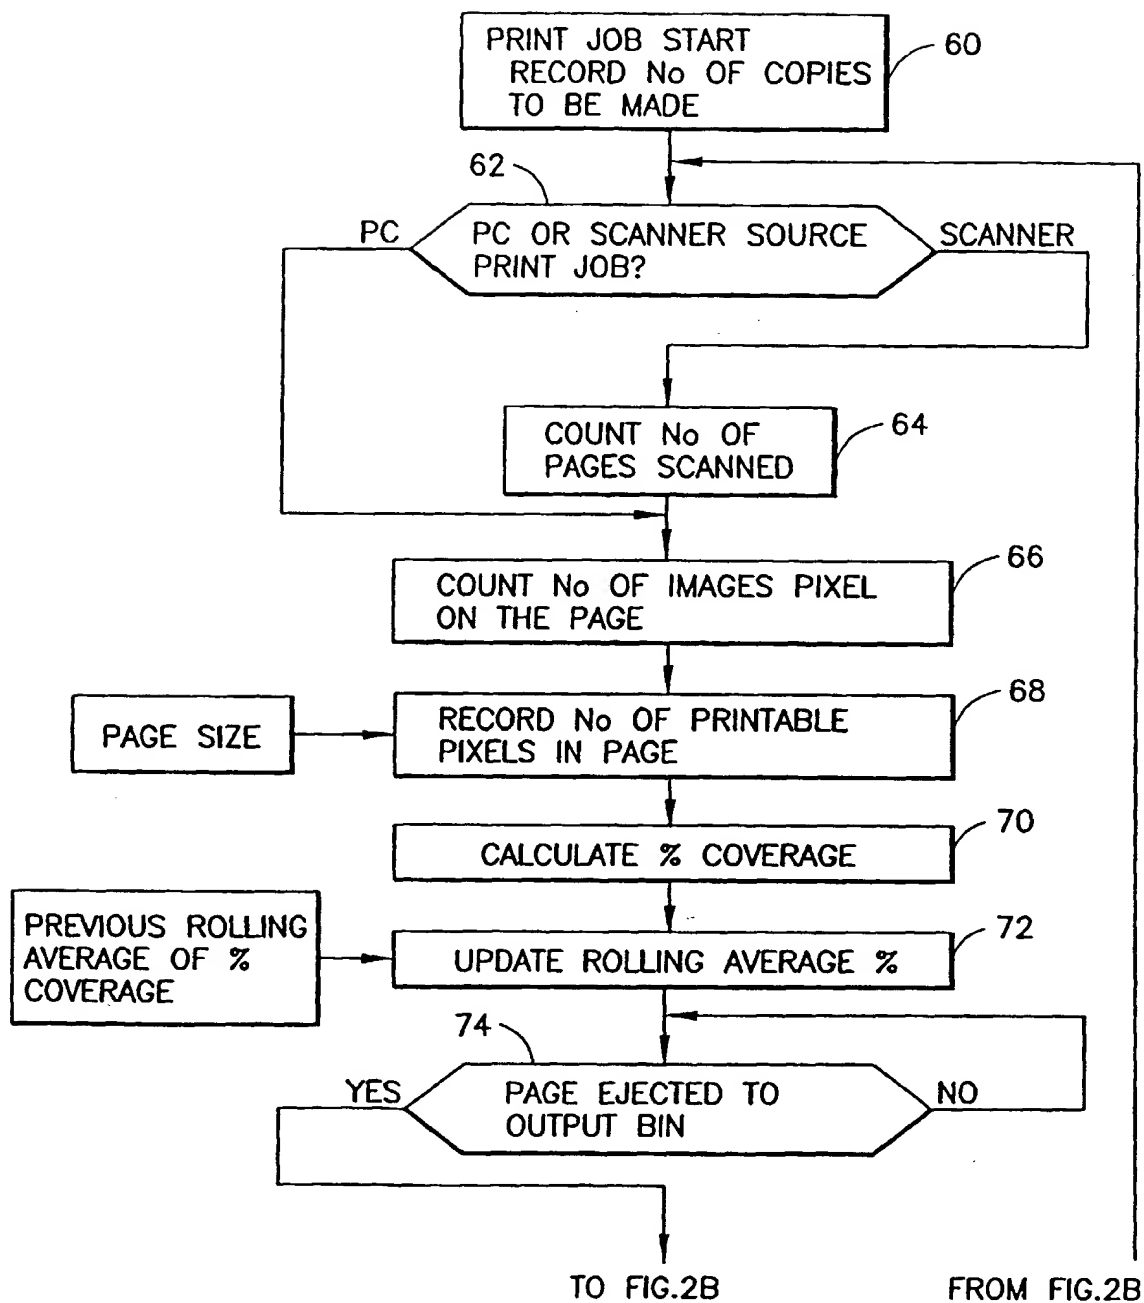 PRINT JOB START
RECORD No OF COPIES
TO BE MADE
60
62
PC
PC OR SCANNER SOURCE
PRINT JOB?
SCANNER
COUNT No OF
PAGES SCANNED
64
COUNT No OF IMAGES PIXEL
ON THE PAGE
66
PAGE SIZE
RECORD No OF PRINTABLE
PIXELS IN PAGE
68
CALCULATE % COVERAGE
70
PREVIOUS ROLLING
AVERAGE OF %
COVERAGE
UPDATE ROLLING AVERAGE %
72
74
YES
PAGE EJECTED TO
OUTPUT BIN
NO
TO FIG.2B
FROM FIG.2B